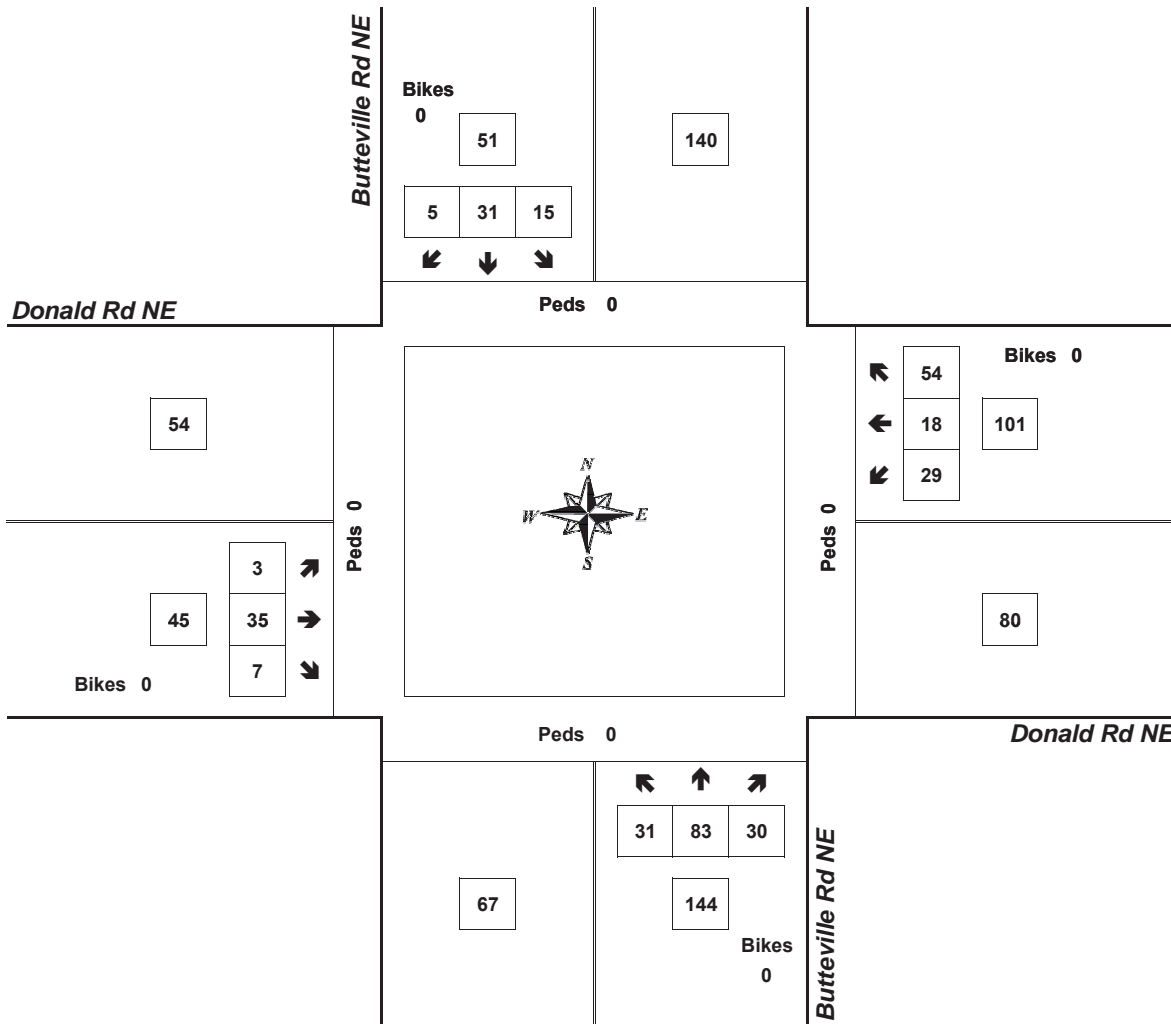 Butteville Rd NE
Bikes
0
51
140
5 31 15
Peds 0
Donald Rd NE
Bikes 0
54
18
29
101
54
N
W E
S
Peds 0
Peds 0
3
35
7
45
Bikes 0
80
Peds 0
Donald Rd NE
31 83 30
67
144
Bikes
0
Butteville Rd NE